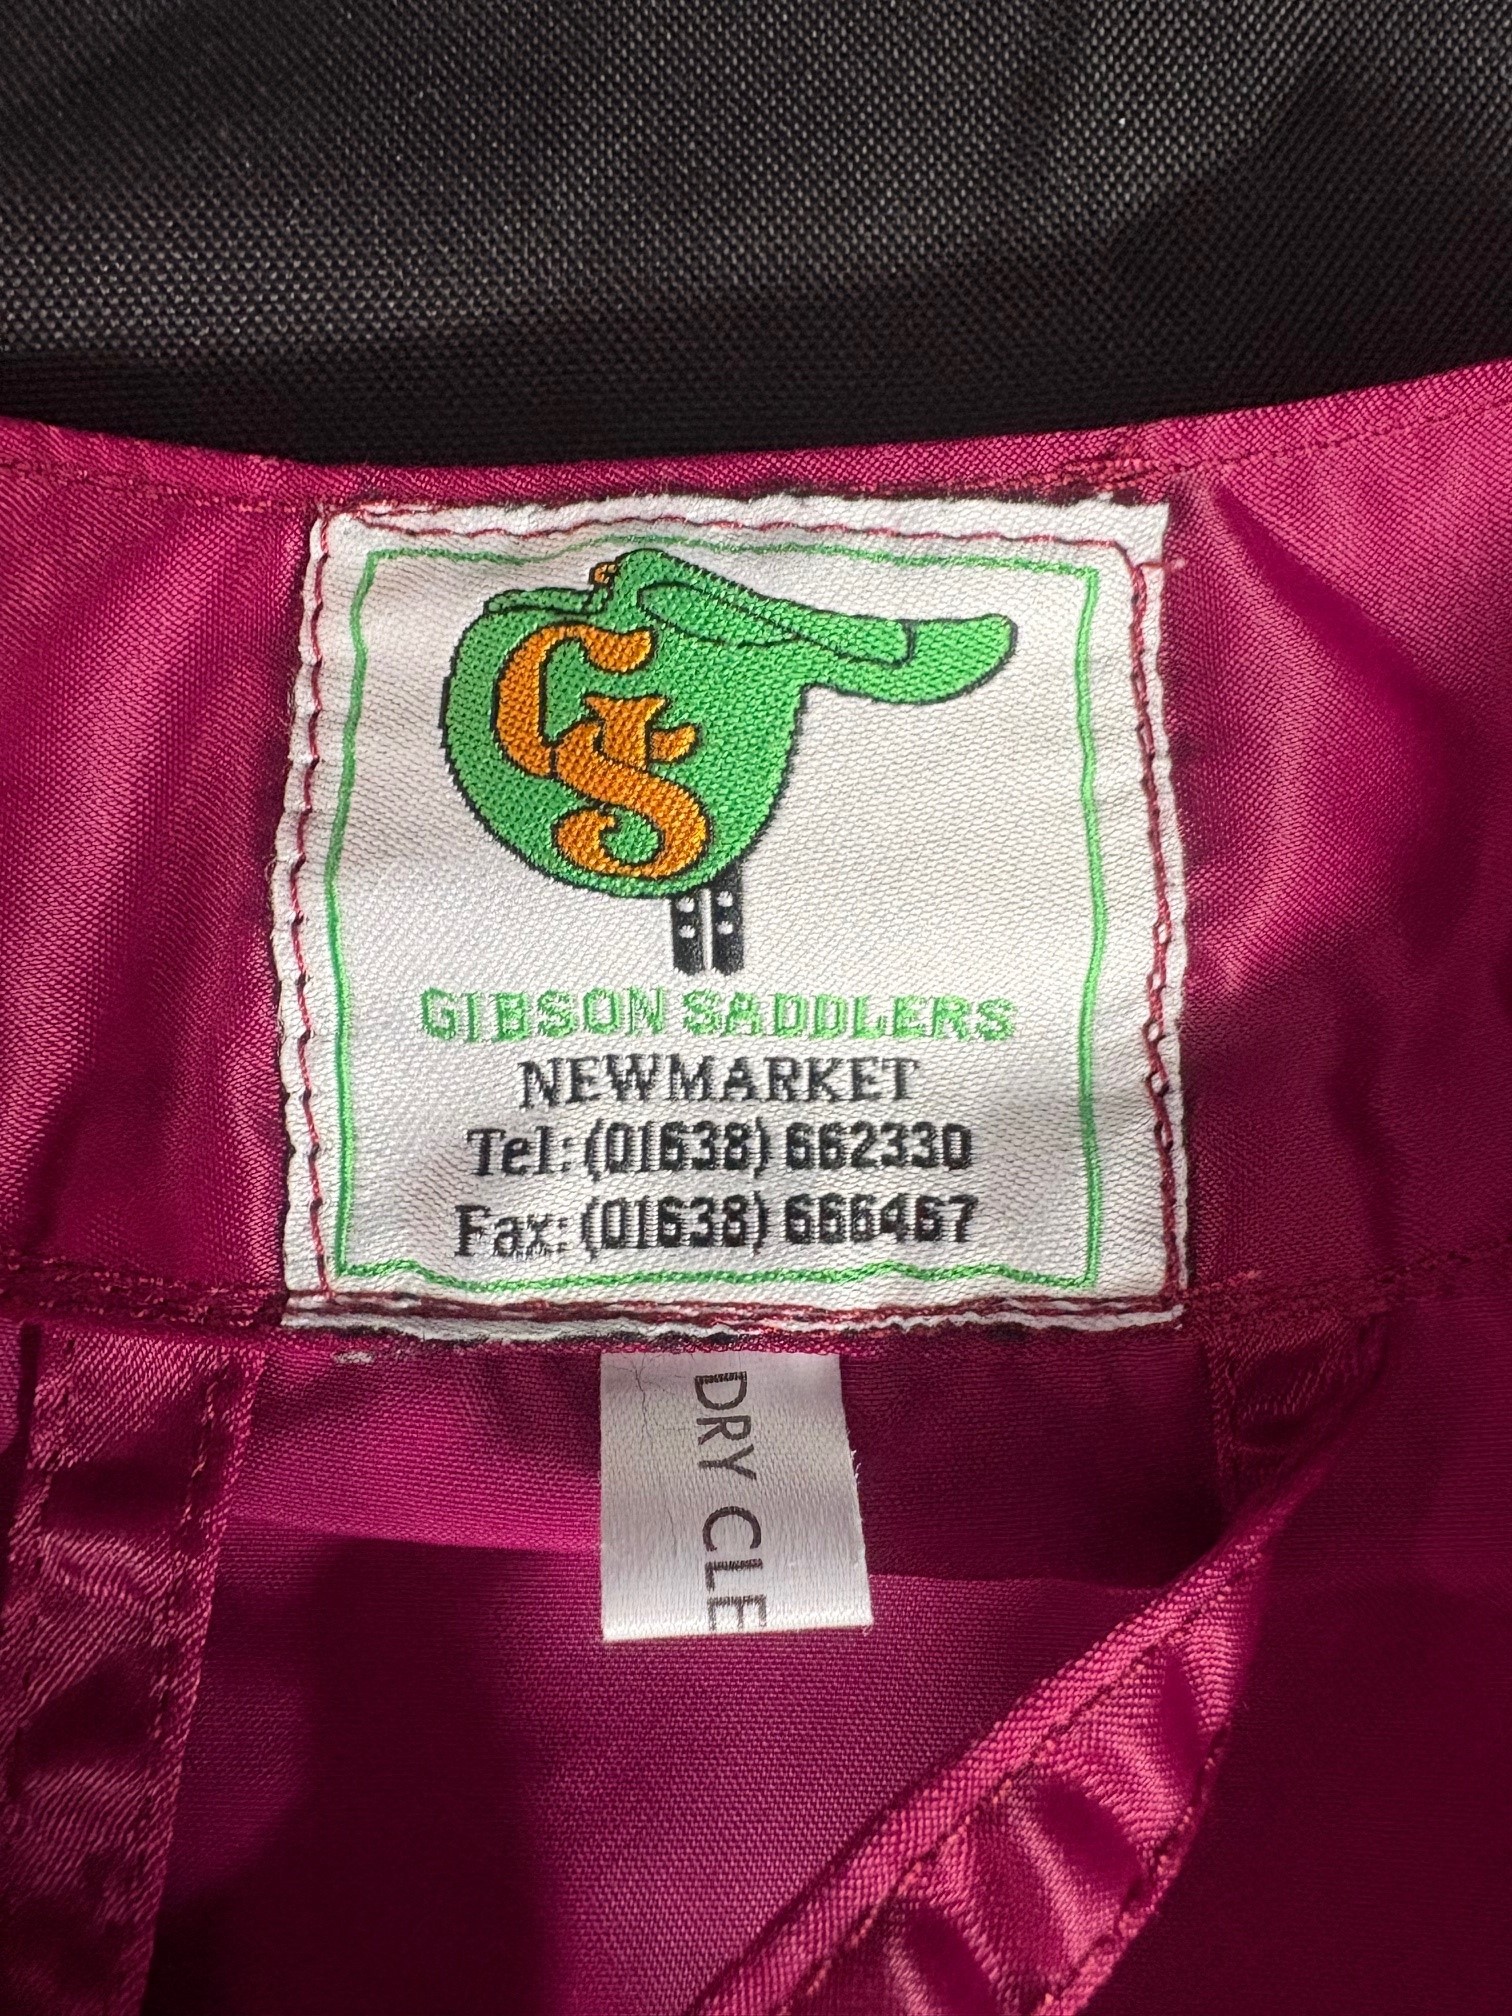 GS
GIBSON SADDLERS
NEWMARKET
Tel: (01638) 662330
Fax: (01638) 666467
DRY CLE